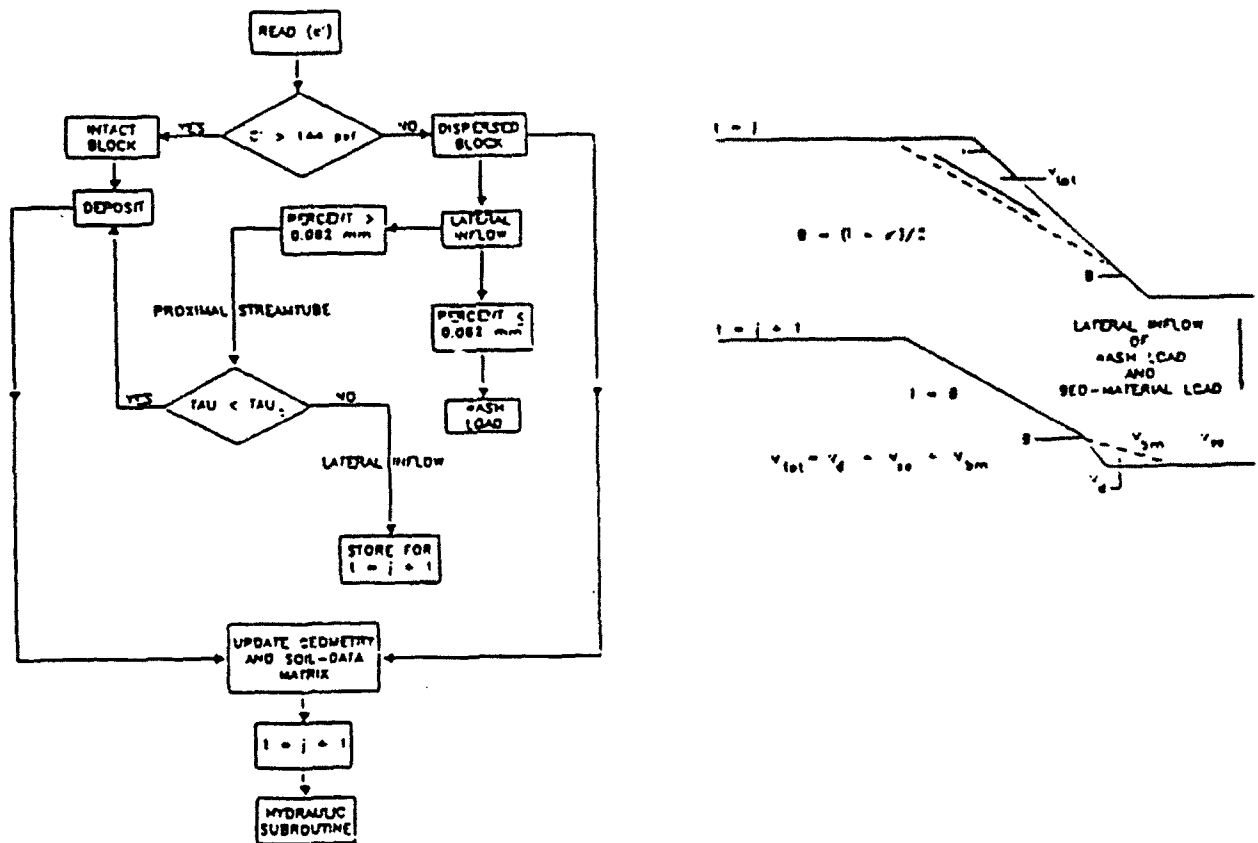 READ (c')
C' > 144 psf
YES
NO
INTACT
BLOCK
DISPERSED
BLOCK
DEPOSIT
PERCENT >
0.062 mm
LATERAL
INFLOW
PROXIMAL STREAMTUBE
PERCENT ≤
0.062 mm
TAU < TAU
YES
NO
WASH
LOAD
LATERAL INFLOW
STORE FOR
t = j + 1
UPDATE GEOMETRY
AND SOIL-DATA
MATRIX
t = j + 1
HYDRAULIC
SUBROUTINE
t = j
V tot
B
t = j + 1
LATERAL INFLOW
OF
WASH LOAD
AND
BED-MATERIAL LOAD
V bm
V d